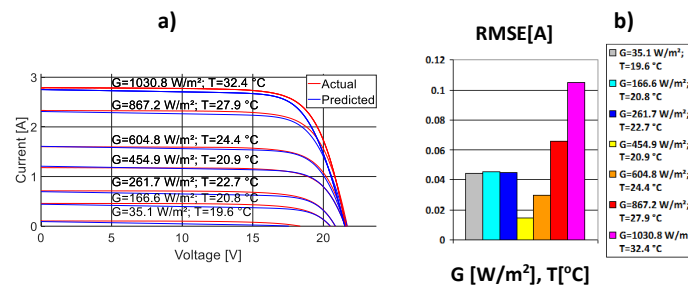 a)
G=1030.8 W/m²; T=32.4 °C
G=867.2 W/m²; T=27.9 °C
G=604.8 W/m²; T=24.4 °C
G=454.9 W/m²; T=20.9 °C
G=261.7 W/m²; T=22.7 °C
G=166.6 W/m²; T=20.8 °C
G=35.1 W/m²; T=19.6 °C
Actual
Predicted
3
2
1
0
Current [A]
0
5
10
15
20
Voltage [V]
b)
RMSE[A]
0.12
0.1
0.08
0.06
0.04
0.02
0
G [W/m²], T[ºC]
G=35.1 W/m²;
T=19.6 °C
G=166.6 W/m²;
T=20.8 °C
G=261.7 W/m²;
T=22.7 °C
G=454.9 W/m²;
T=20.9 °C
G=604.8 W/m²;
T=24.4 °C
G=867.2 W/m²;
T=27.9 °C
G=1030.8 W/m
T=32.4 °C